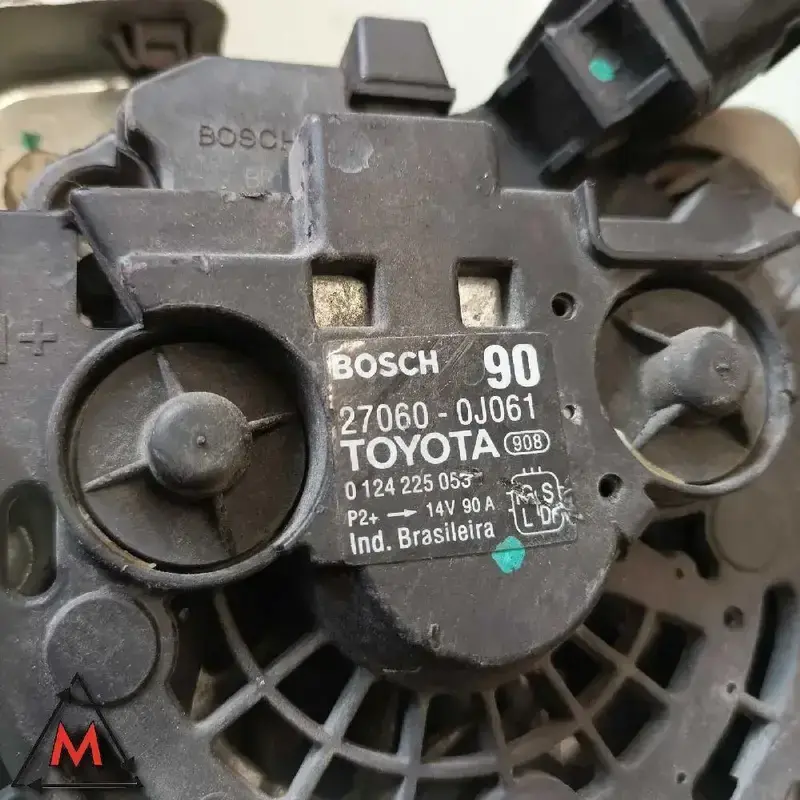 BOSCH
BOSCH 90
27060 - 0J061
TOYOTA 908
0 124 225 053
P2+ → 14V 90 A
S
L
Ind. Brasileira
+
M